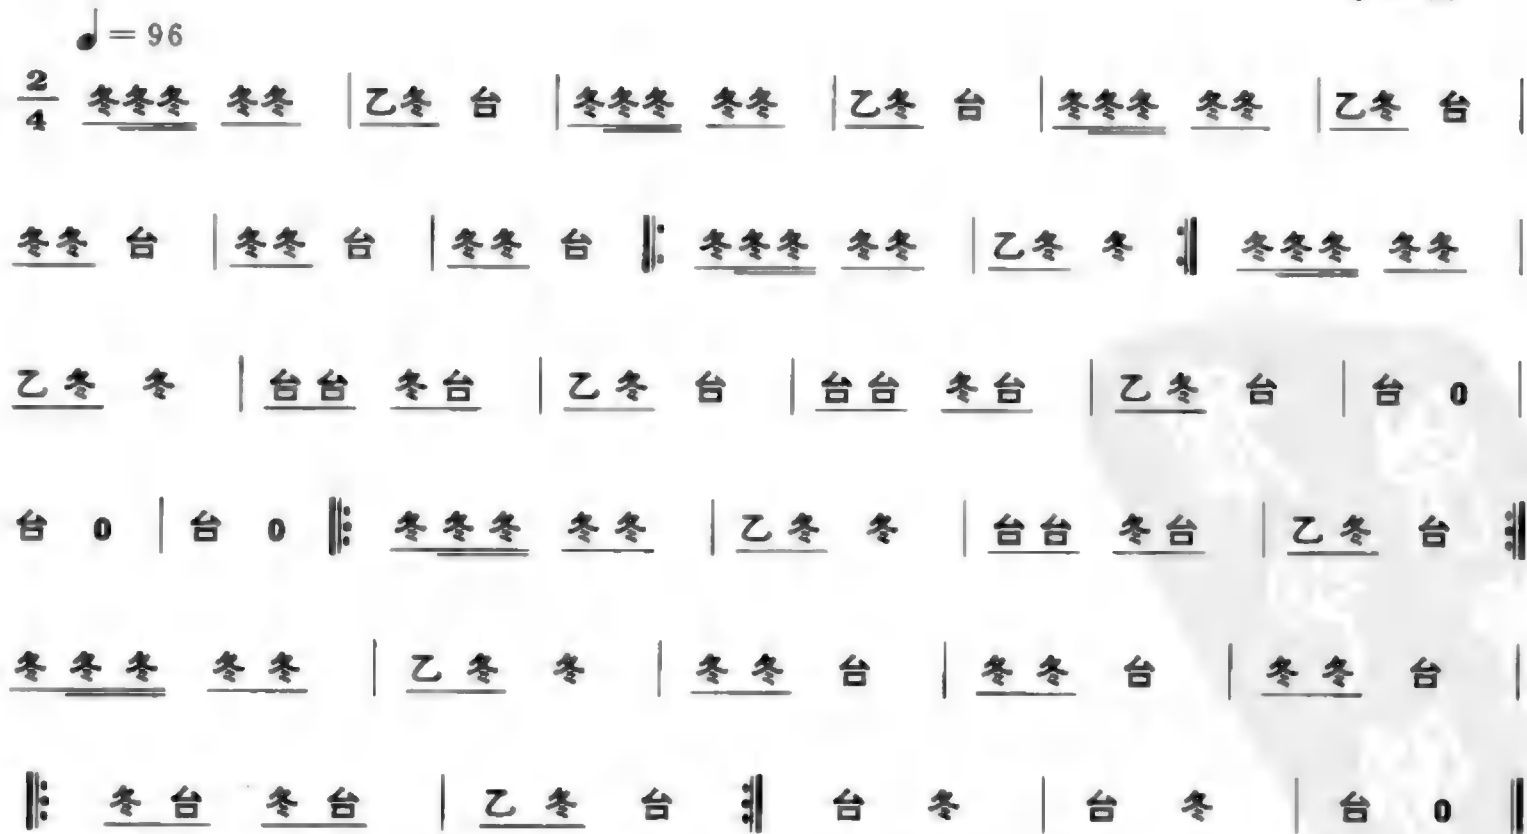 ♩= 96
2/4 冬冬冬 冬冬 | 乙冬 台 | 冬冬冬 冬冬 | 乙冬 台 | 冬冬冬 冬冬 | 乙冬 台 |
冬冬 台 | 冬冬 台 | 冬冬 台 ‖: 冬冬冬 冬冬 | 乙冬 冬 :‖ 冬冬冬 冬冬 |
乙冬 冬 | 台台 冬台 | 乙冬 台 | 台台 冬台 | 乙冬 台 | 台 0 |
台 0 | 台 0 ‖: 冬冬冬 冬冬 | 乙冬 冬 | 台台 冬台 | 乙冬 台 :‖
冬冬冬 冬冬 | 乙冬 冬 | 冬冬 台 | 冬冬 台 | 冬冬 台 |
‖: 冬台 冬台 | 乙冬 台 :‖ 台 冬 | 台 冬 | 台 0 ‖